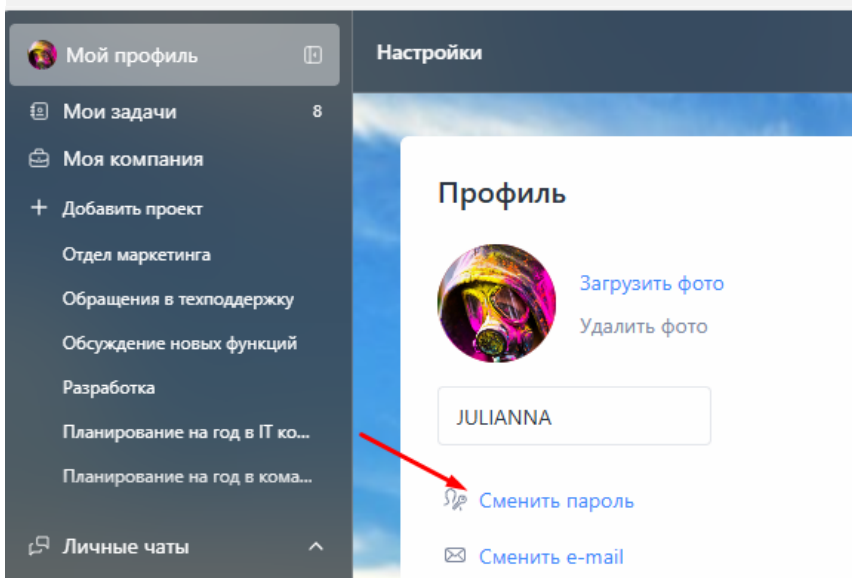 Мой профиль
Мои задачи 8
Моя компания
Добавить проект
Отдел маркетинга
Обращения в техподдержку
Обсуждение новых функций
Разработка
Планирование на год в IT ко...
Планирование на год в кома...
Личные чаты
Настройки
Профиль
Загрузить фото
Удалить фото
JULIANNA
Сменить пароль
Сменить e-mail